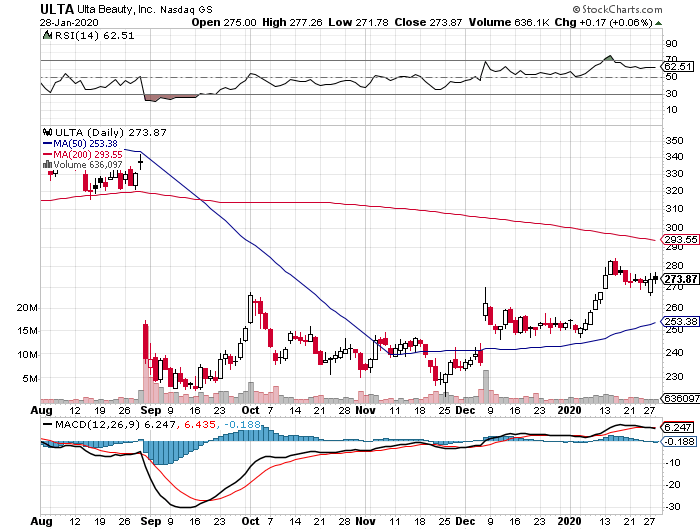 ULTA Ulta Beauty, Inc. Nasdaq GS © StockCharts.com
28-Jan-2020 Open 275.00 High 277.26 Low 271.78 Close 273.87 Volume 636.1K Chg +0.17 (+0.06%)
RSI(14) 62.51
90
70
62.51
50
30
10
ULTA (Daily) 273.87
MA(50) 253.38
MA(200) 293.55
Volume 636,097
350
340
330
320
310
300
293.55
290
280
273.87
270
260
253.38
250
240
230
20M
15M
10M
5M
636097
Aug 12 19 26 Sep 9 16 23 Oct 7 14 21 28 Nov 11 18 25 Dec 9 16 23 2020 13 21 27
MACD(12,26,9) 6.247, 6.435, -0.188
6.247
-0.188
-10
-20
-30
Aug 12 19 26 Sep 9 16 23 Oct 7 14 21 28 Nov 11 18 25 Dec 9 16 23 2020 13 21 27